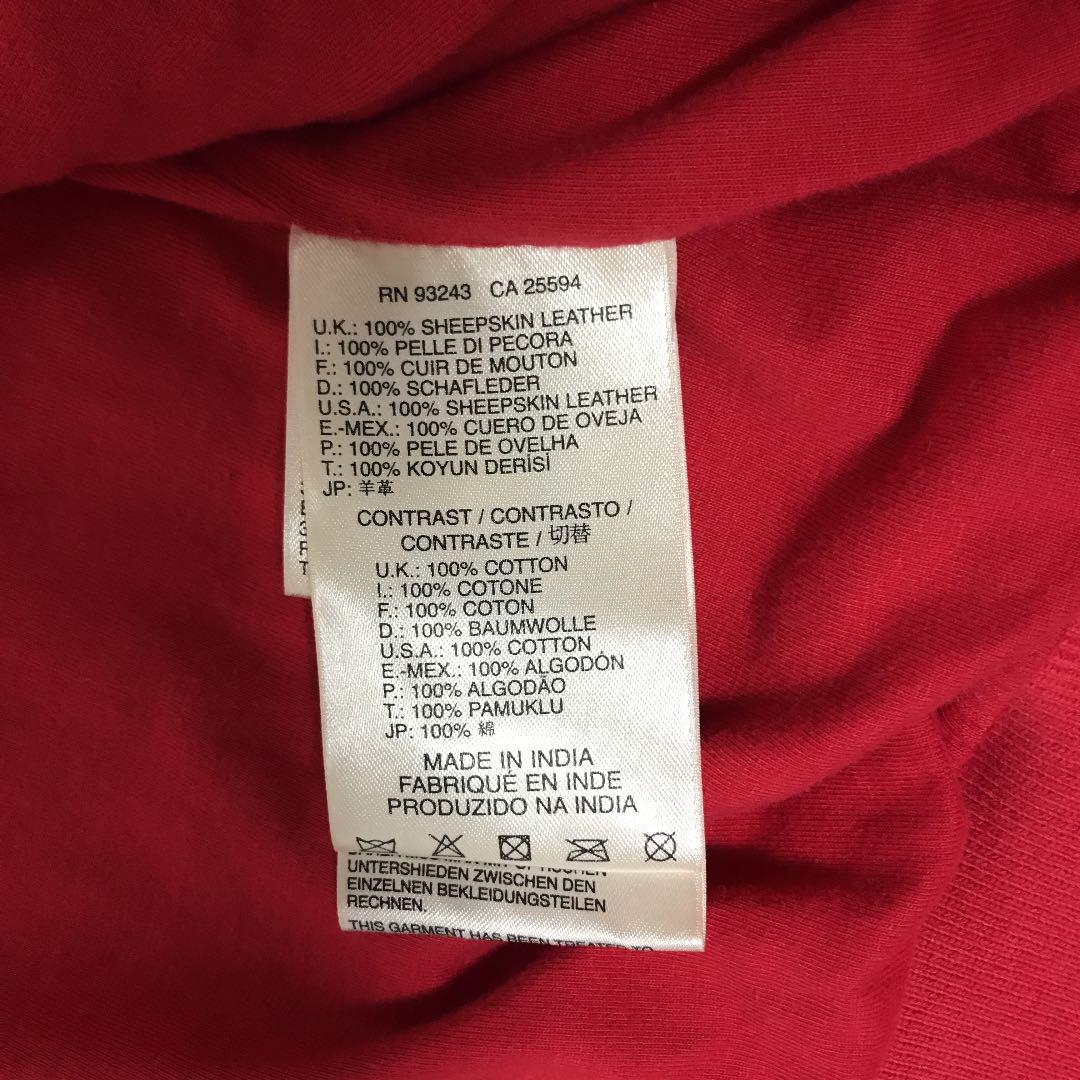 RN 93243 CA 25594
U.K.: 100% SHEEPSKIN LEATHER
I.: 100% PELLE DI PECORA
F.: 100% CUIR DE MOUTON
D.: 100% SCHAFLEDER
U.S.A.: 100% SHEEPSKIN LEATHER
E.-MEX.: 100% CUERO DE OVEJA
P.: 100% PELE DE OVELHA
T.: 100% KOYUN DERİSİ
JP: 羊革
CONTRAST / CONTRASTO /
CONTRASTE / 切替
U.K.: 100% COTTON
I.: 100% COTONE
F.: 100% COTON
D.: 100% BAUMWOLLE
U.S.A.: 100% COTTON
E.-MEX.: 100% ALGODÓN
P.: 100% ALGODÃO
T.: 100% PAMUKLU
JP: 100% 綿
MADE IN INDIA
FABRIQUÉ EN INDE
PRODUZIDO NA INDIA
UNTERSHIEDEN ZWISCHEN DEN
EINZELNEN BEKLEIDUNGSTEILEN
RECHNEN.
THIS GARMENT HAS BEEN TREATED TO